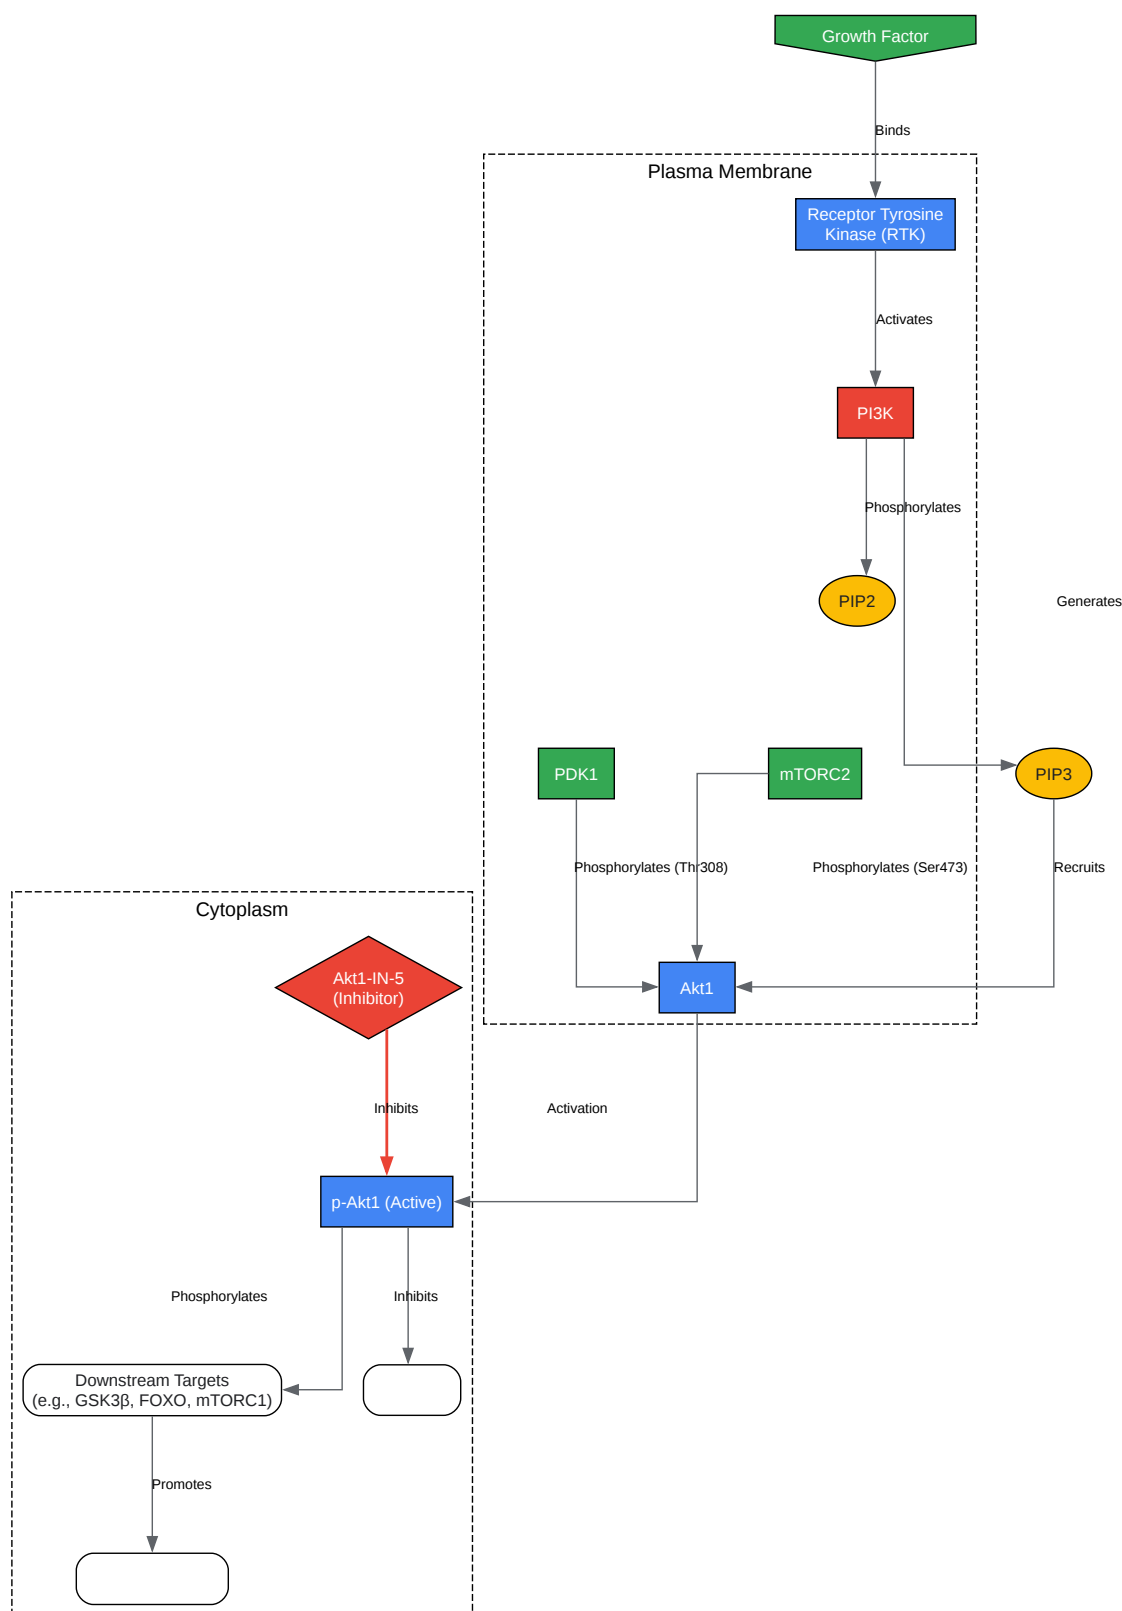 Growth Factor
Binds
Plasma Membrane
Receptor Tyrosine
Kinase (RTK)
Activates
PI3K
Phosphorylates
PIP2
Generates
PDK1
mTORC2
PIP3
Phosphorylates (Thr308)
Phosphorylates (Ser473)
Recruits
Cytoplasm
Akt1-IN-5
(Inhibitor)
Akt1
Inhibits
Activation
p-Akt1 (Active)
Phosphorylates
Inhibits
Downstream Targets
(e.g., GSK3β, FOXO, mTORC1)
Promotes